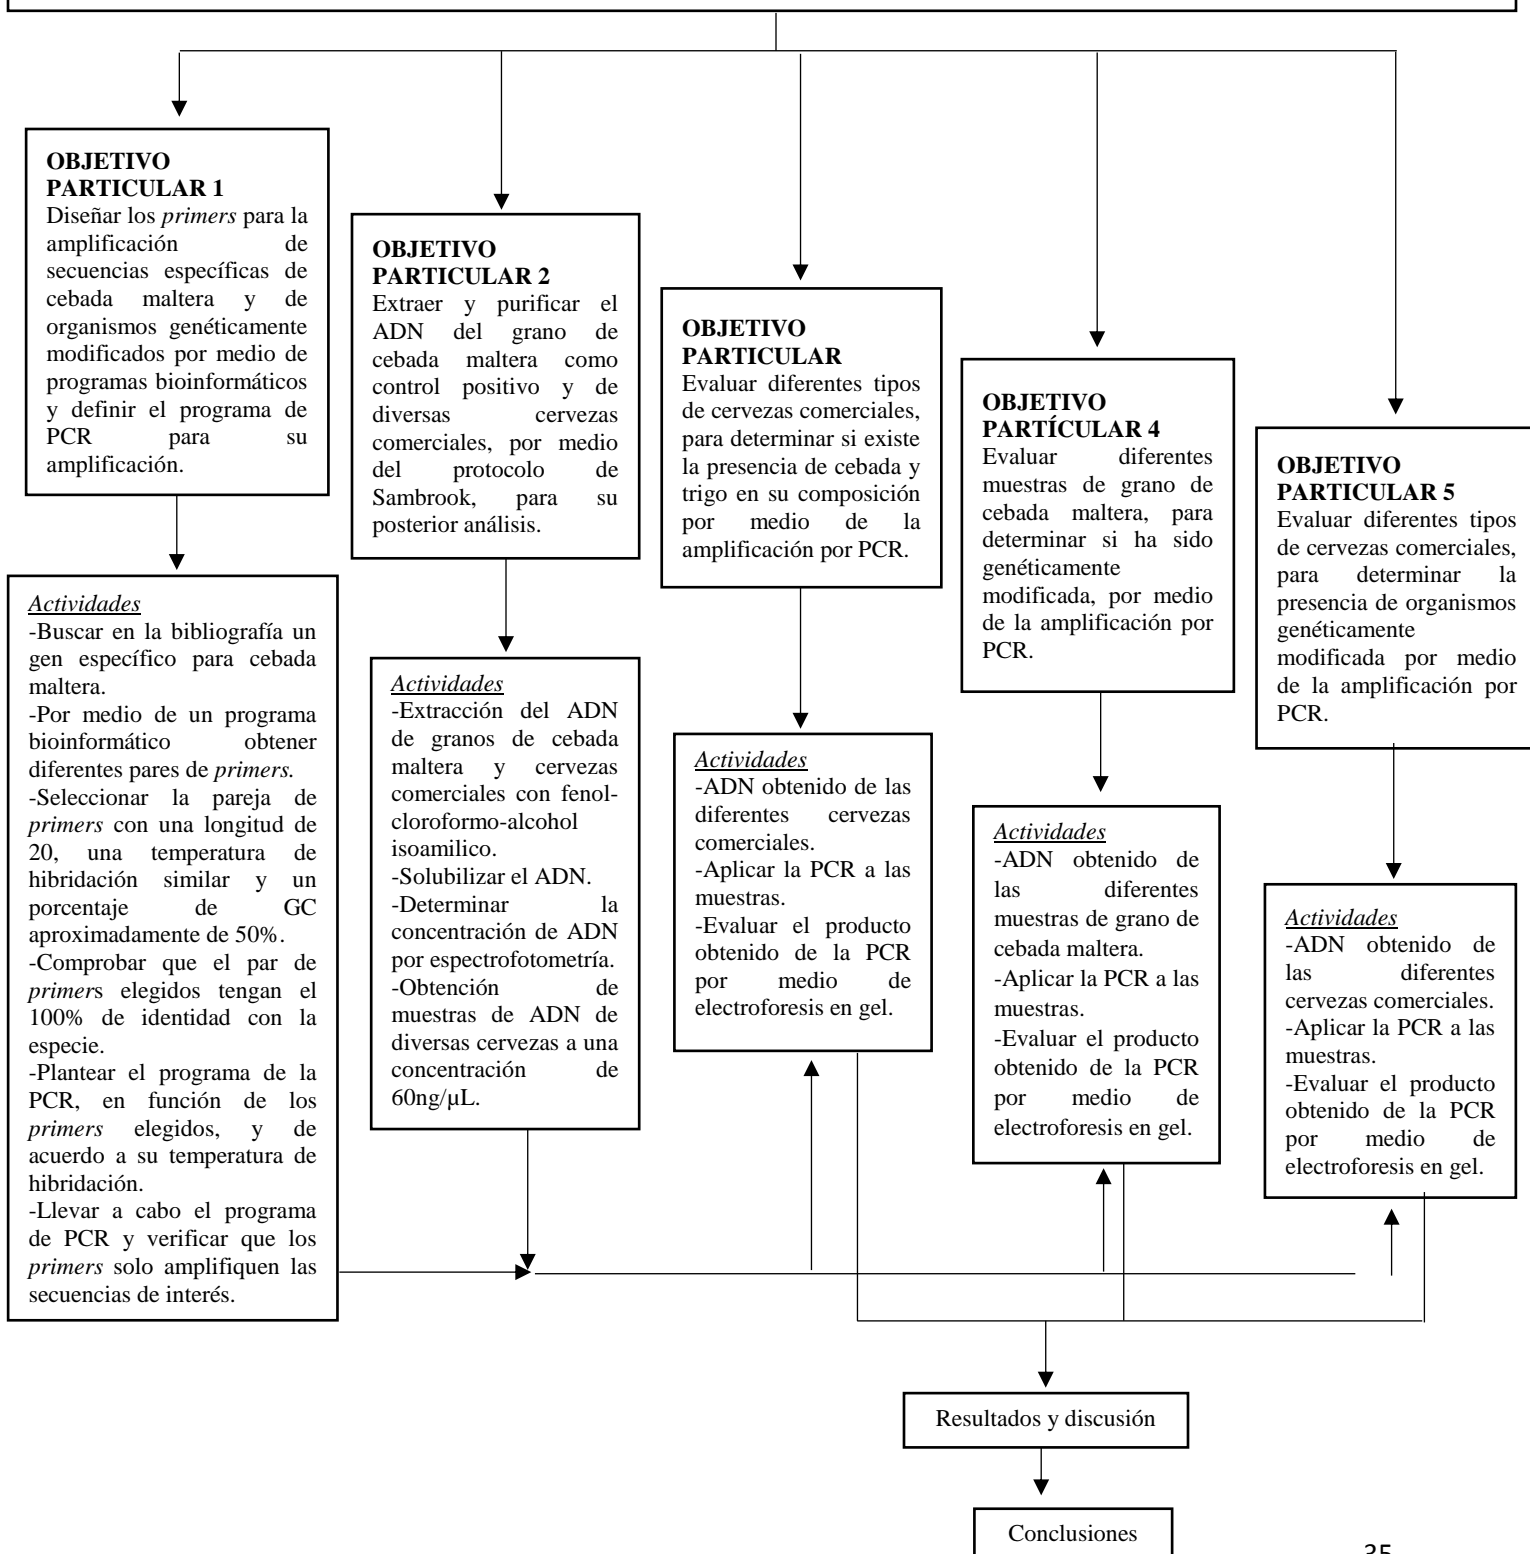 OBJETIVO
PARTICULAR 1
Diseñar los primers para la
amplificación de
secuencias específicas de
cebada maltera y de
organismos genéticamente
modificados por medio de
programas bioinformáticos
y definir el programa de
PCR para su
amplificación.
OBJETIVO
PARTICULAR 2
Extraer y purificar el
ADN del grano de
cebada maltera como
control positivo y de
diversas cervezas
comerciales, por medio
del protocolo de
Sambrook, para su
posterior análisis.
OBJETIVO
PARTICULAR
Evaluar diferentes tipos
de cervezas comerciales,
para determinar si existe
la presencia de cebada y
trigo en su composición
por medio de la
amplificación por PCR.
OBJETIVO
PARTÍCULAR 4
Evaluar diferentes
muestras de grano de
cebada maltera, para
determinar si ha sido
genéticamente
modificada, por medio
de la amplificación por
PCR.
OBJETIVO
PARTICULAR 5
Evaluar diferentes tipos
de cervezas comerciales,
para determinar la
presencia de organismos
genéticamente
modificada por medio
de la amplificación por
PCR.
Actividades
-Buscar en la bibliografía un
gen específico para cebada
maltera.
-Por medio de un programa
bioinformático obtener
diferentes pares de primers.
-Seleccionar la pareja de
primers con una longitud de
20, una temperatura de
hibridación similar y un
porcentaje de GC
aproximadamente de 50%.
-Comprobar que el par de
primers elegidos tengan el
100% de identidad con la
especie.
-Plantear el programa de la
PCR, en función de los
primers elegidos, y de
acuerdo a su temperatura de
hibridación.
-Llevar a cabo el programa
de PCR y verificar que los
primers solo amplifiquen las
secuencias de interés.
Actividades
-Extracción del ADN
de granos de cebada
maltera y cervezas
comerciales con fenol-
cloroformo-alcohol
isoamilico.
-Solubilizar el ADN.
-Determinar la
concentración de ADN
por espectrofotometría.
-Obtención de
muestras de ADN de
diversas cervezas a una
concentración de
60ng/µL.
Actividades
-ADN obtenido de las
diferentes cervezas
comerciales.
-Aplicar la PCR a las
muestras.
-Evaluar el producto
obtenido de la PCR
por medio de
electroforesis en gel.
Actividades
-ADN obtenido de
las diferentes
muestras de grano de
cebada maltera.
-Aplicar la PCR a las
muestras.
-Evaluar el producto
obtenido de la PCR
por medio de
electroforesis en gel.
Actividades
-ADN obtenido de
las diferentes
cervezas comerciales.
-Aplicar la PCR a las
muestras.
-Evaluar el producto
obtenido de la PCR
por medio de
electroforesis en gel.
Resultados y discusión
Conclusiones
35